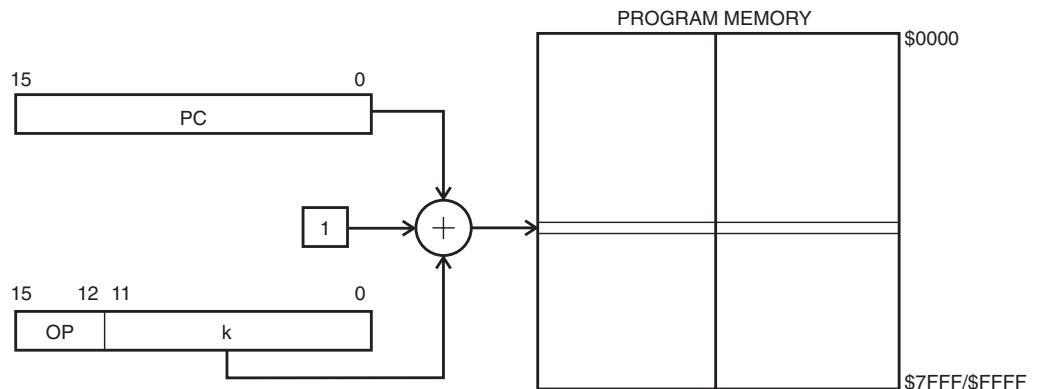 PROGRAM MEMORY
$0000
15 0
PC
1
+
15 12 11 0
OP k
$7FFF/$FFFF